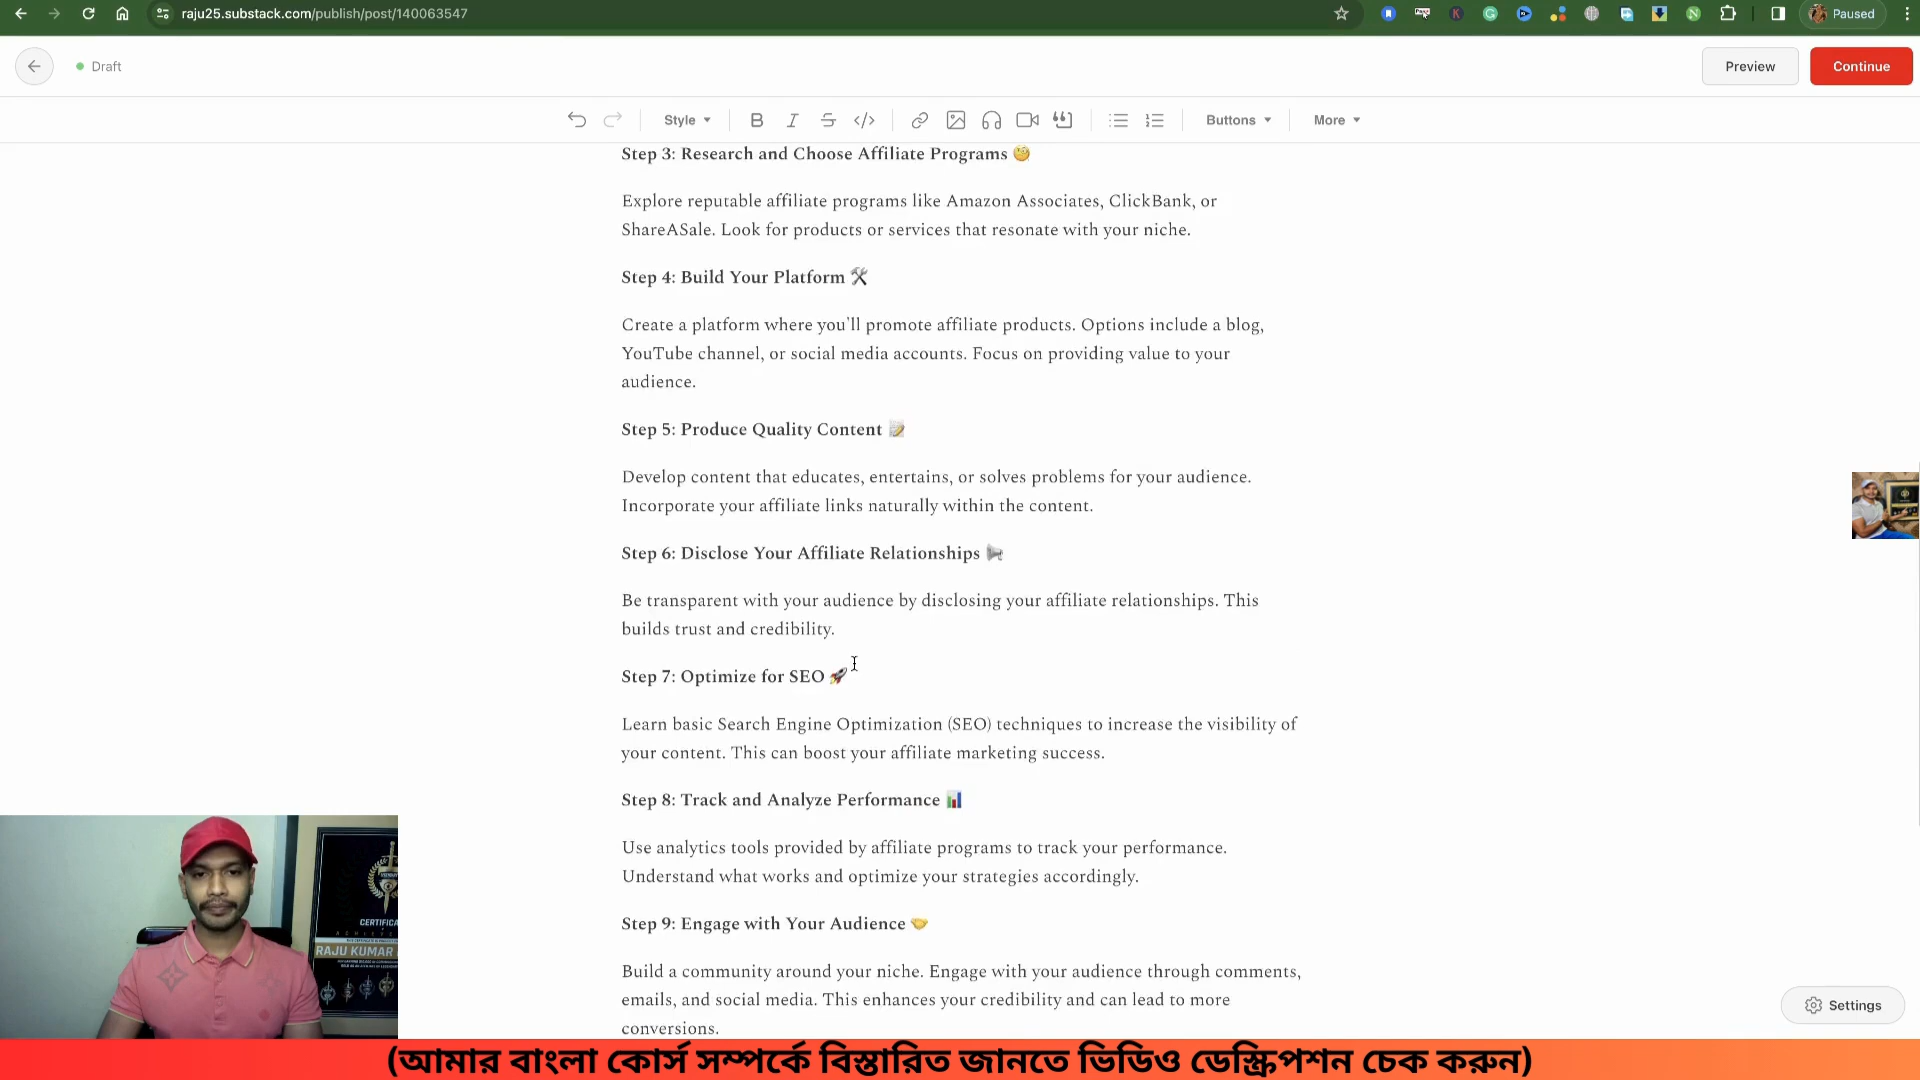 raju25.substack.com/publish/post/140063547
Paused
Draft
Preview
Continue
Style
Buttons
More
Step 3: Research and Choose Affiliate Programs 🧐
Explore reputable affiliate programs like Amazon Associates, ClickBank, or
ShareASale. Look for products or services that resonate with your niche.
Step 4: Build Your Platform 🛠️
Create a platform where you'll promote affiliate products. Options include a blog,
YouTube channel, or social media accounts. Focus on providing value to your
audience.
Step 5: Produce Quality Content 📝
Develop content that educates, entertains, or solves problems for your audience.
Incorporate your affiliate links naturally within the content.
Step 6: Disclose Your Affiliate Relationships 📢
Be transparent with your audience by disclosing your affiliate relationships. This
builds trust and credibility.
Step 7: Optimize for SEO 🚀
Learn basic Search Engine Optimization (SEO) techniques to increase the visibility of
your content. This can boost your affiliate marketing success.
Step 8: Track and Analyze Performance 📊
Use analytics tools provided by affiliate programs to track your performance.
Understand what works and optimize your strategies accordingly.
Step 9: Engage with Your Audience 🤝
Build a community around your niche. Engage with your audience through comments,
emails, and social media. This enhances your credibility and can lead to more
conversions.
Settings
CERTIFICA
RAJU KUMAR
(আমার বাংলা কোর্স সম্পর্কে বিস্তারিত জানতে ভিডিও ডেস্ক্রিপশন চেক করুন)